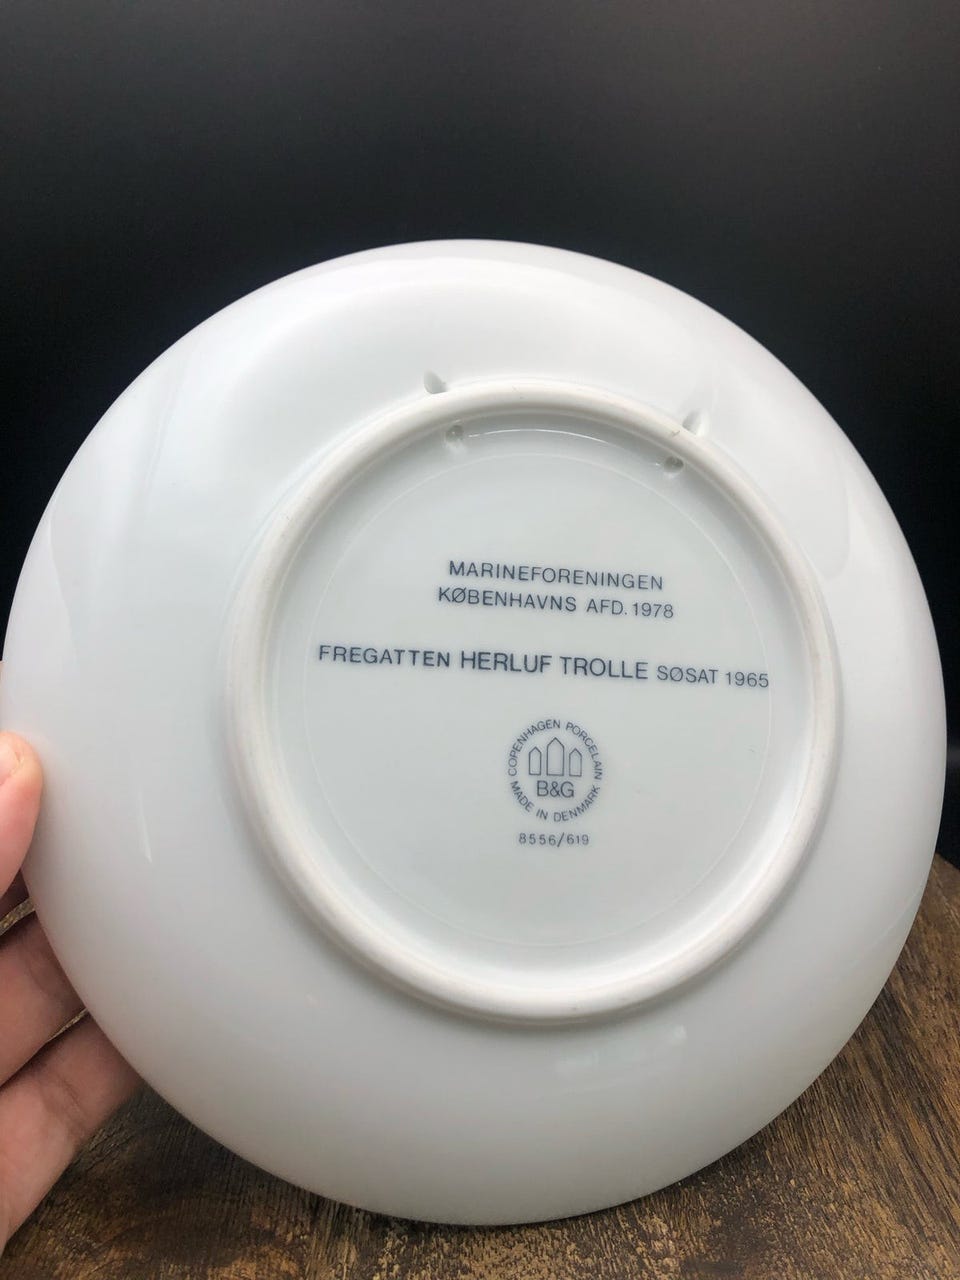 MARINEFORENINGEN
KØBENHAVNS AFD. 1978
FREGATTEN HERLUF TROLLE SØSAT 1965
COPENHAGEN PORCELAIN
B&G
MADE IN DENMARK
8556/619